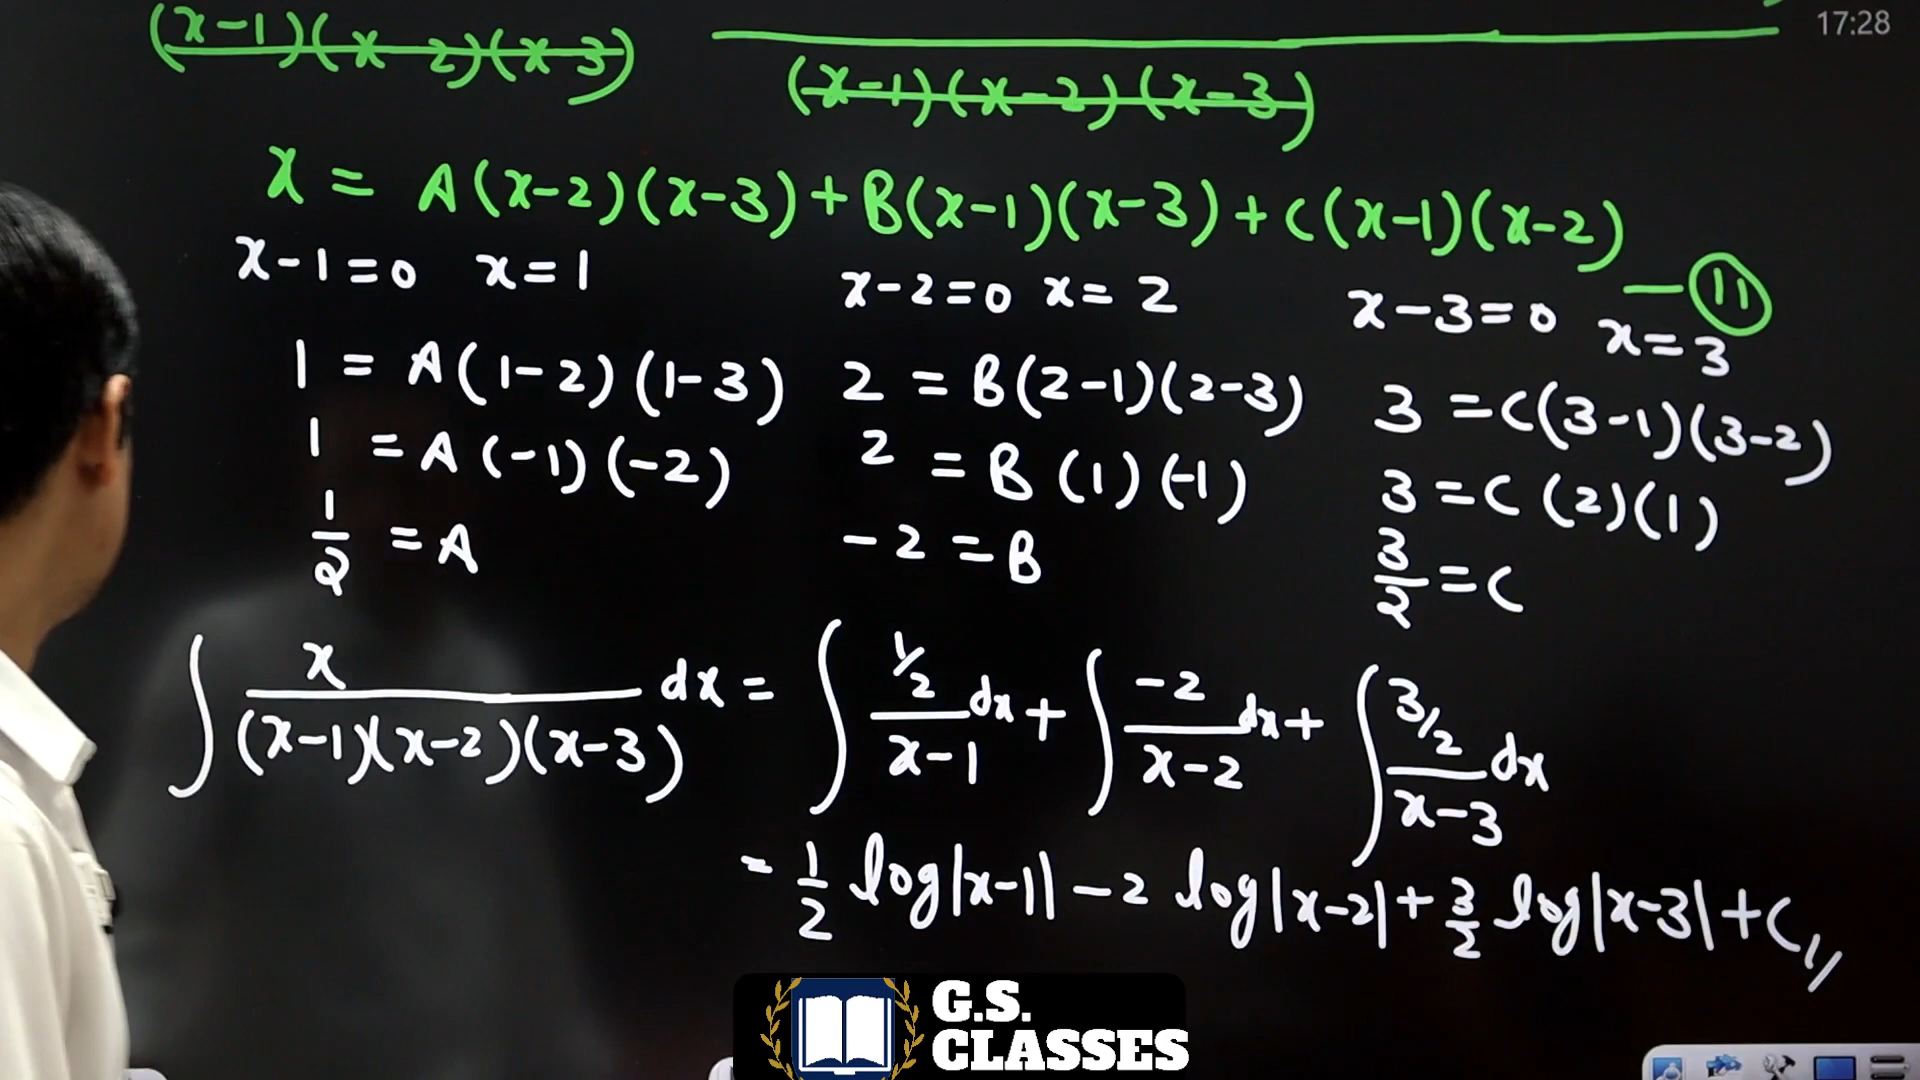 17:28
(x-1)(x-2)(x-3)
(x-1)(x-2)(x-3)
x = A(x-2)(x-3)+B(x-1)(x-3)+C(x-1)(x-2) — 11
x-1=0 x=1 x-2=0 x=2 x-3=0 x=3
1 = A(1-2)(1-3) 2 = B(2-1)(2-3) 3 = C(3-1)(3-2)
1 = A(-1)(-2) 2 = B(1)(-1) 3 = C(2)(1)
1/2 = A -2 = B 3/2 = C
∫ x/((x-1)(x-2)(x-3)) dx = ∫ (1/2)/(x-1) dx + ∫ -2/(x-2) dx + ∫ (3/2)/(x-3) dx
= 1/2 log|x-1| - 2 log|x-2| + 3/2 log|x-3| + C //
G.S.
CLASSES